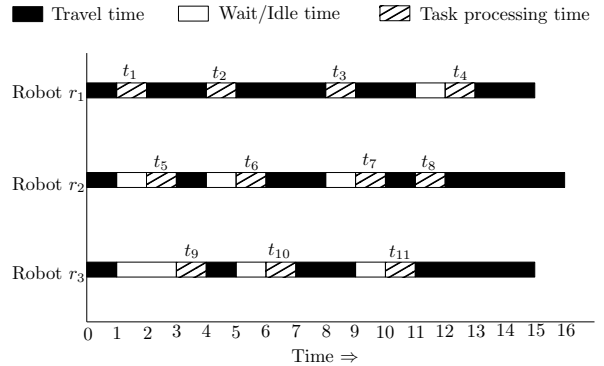 Travel time Wait/Idle time Task processing time
t₁ t₂ t₃ t₄
Robot r₁
t₅ t₆ t₇ t₈
Robot r₂
t₉ t₁₀ t₁₁
Robot r₃
0 1 2 3 4 5 6 7 8 9 10 11 12 13 14 15 16
Time ⇒